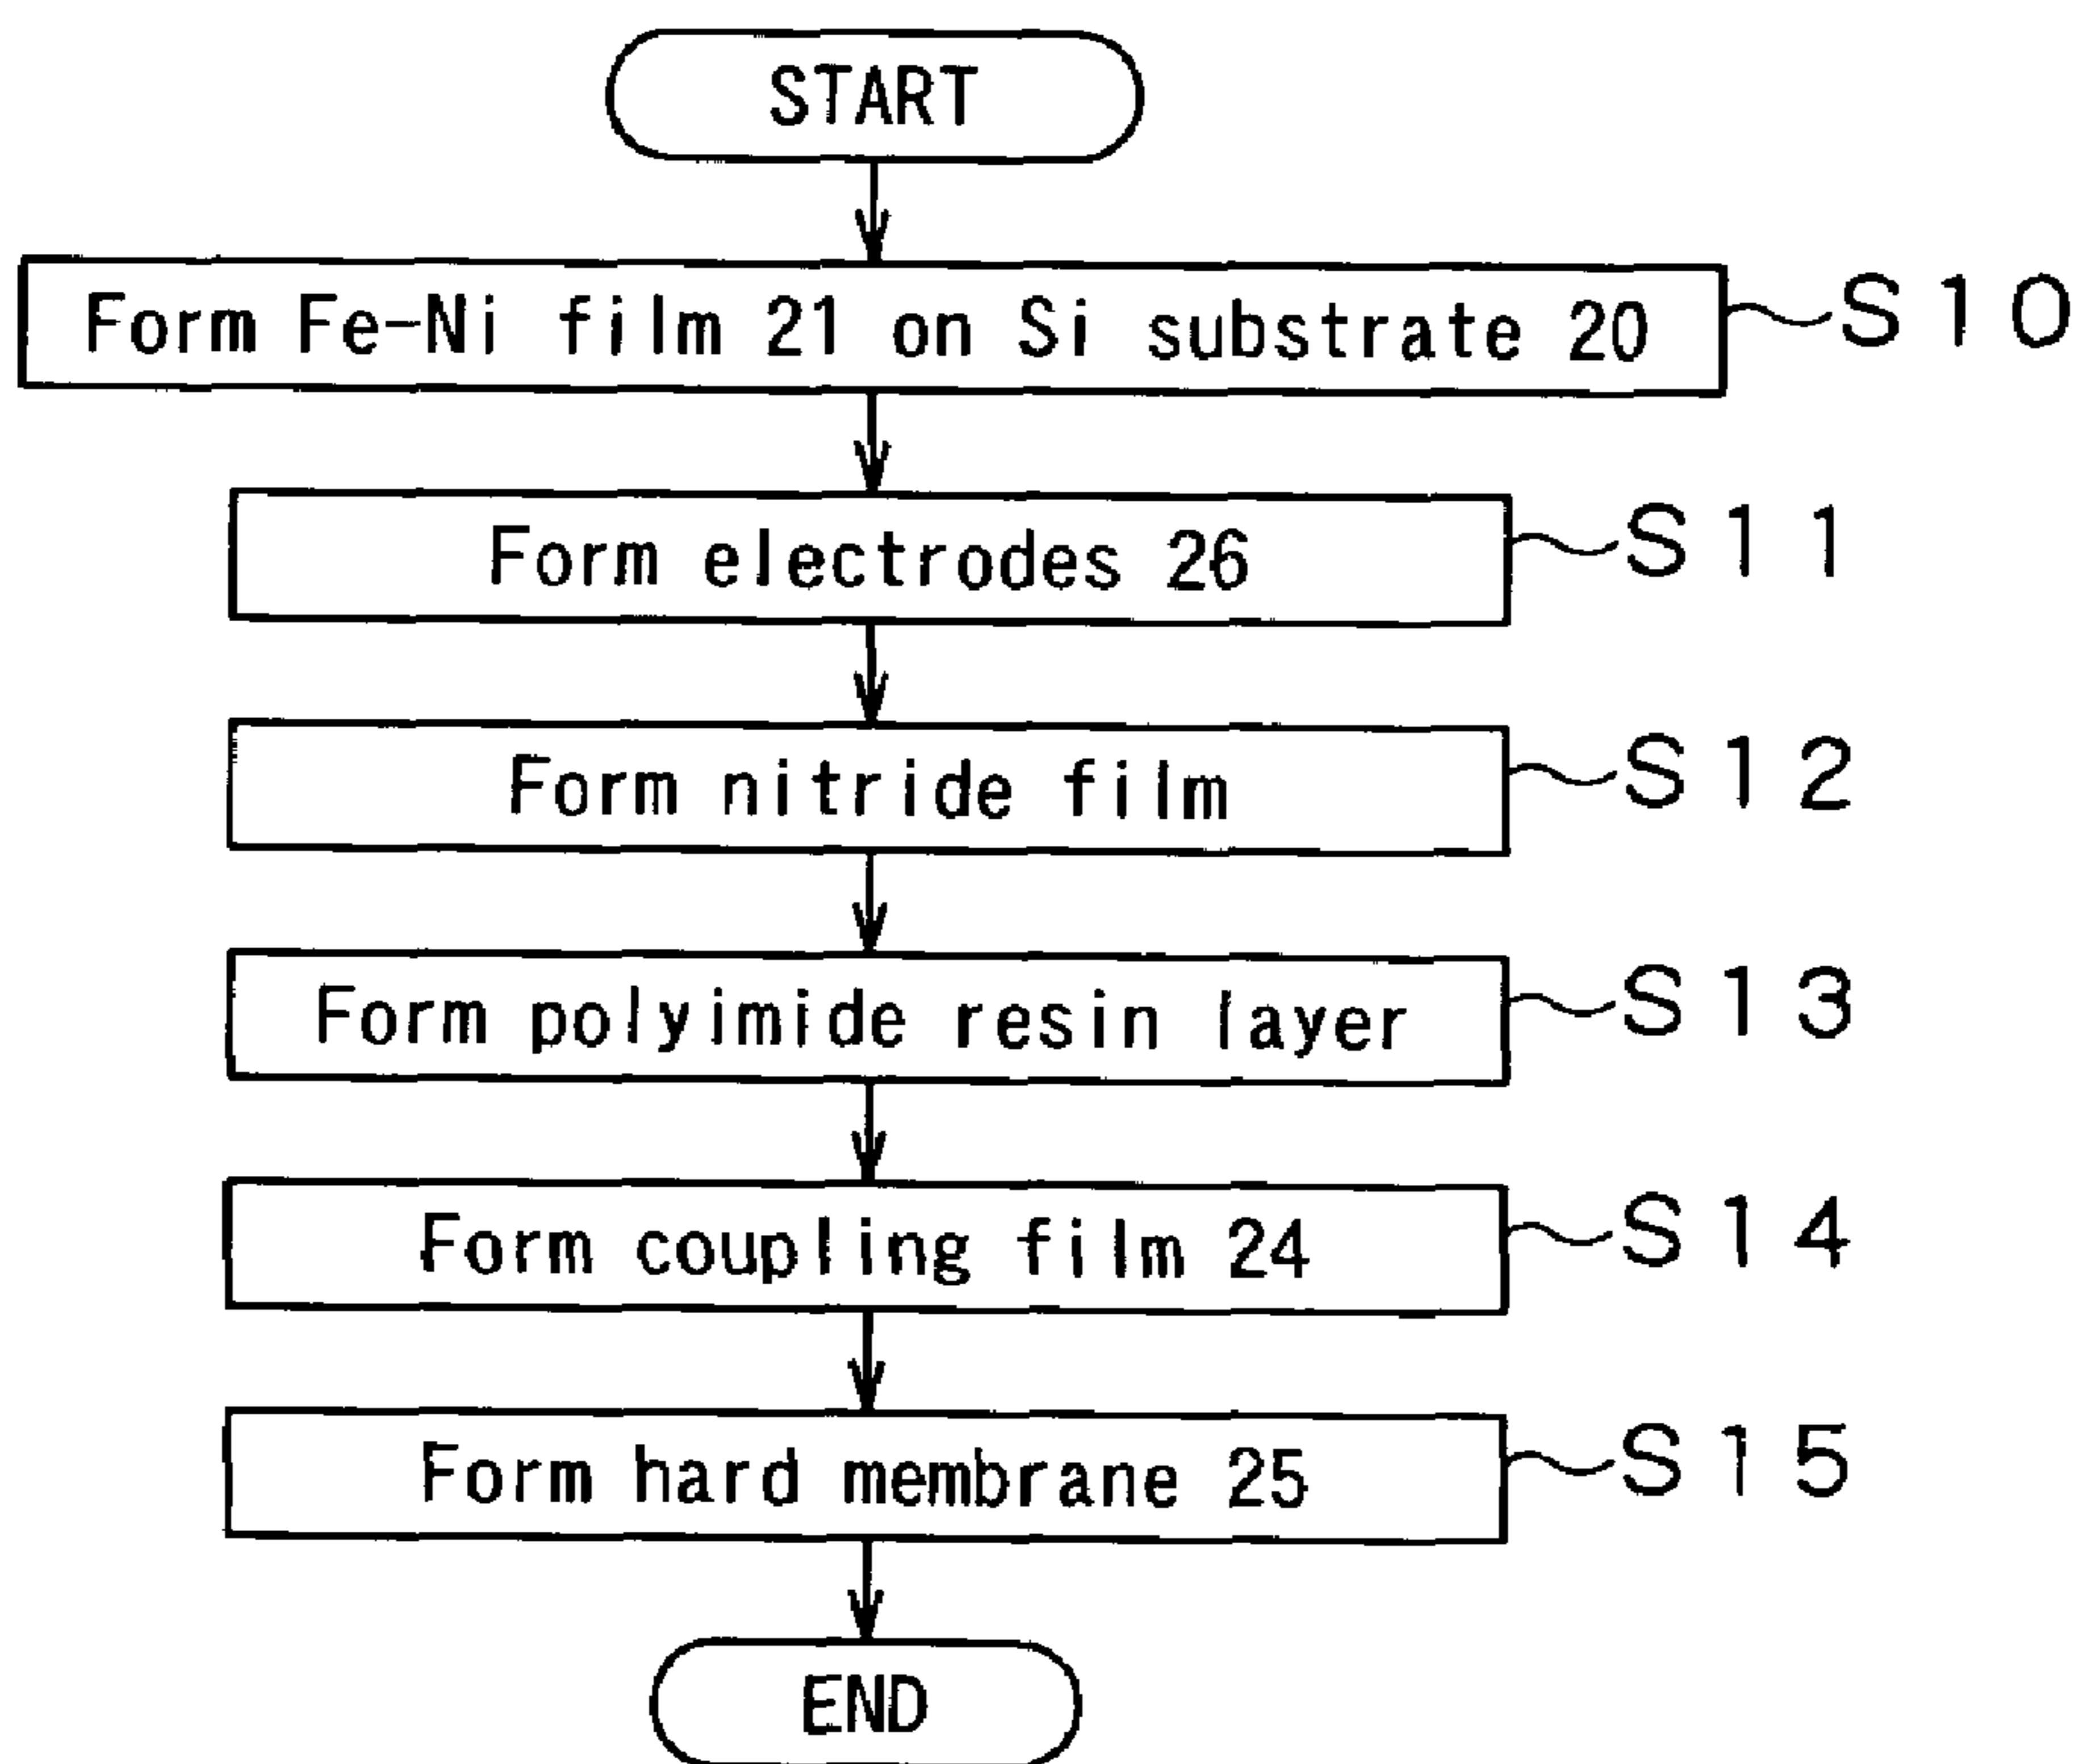 START
Form Fe-Ni film 21 on Si substrate 20 S10
Form electrodes 26 S11
Form nitride film S12
Form polyimide resin layer S13
Form coupling film 24 S14
Form hard membrane 25 S15
END